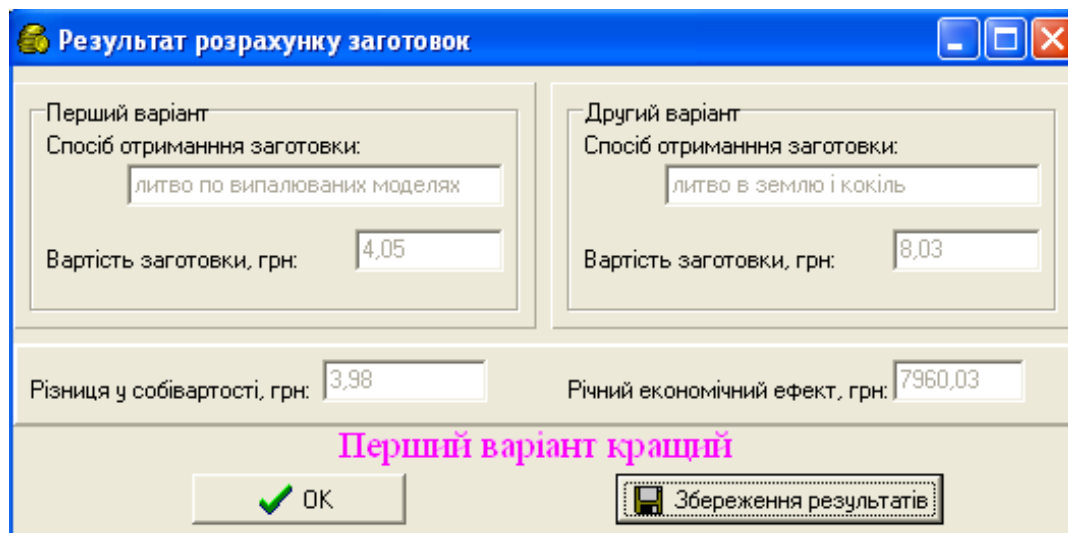 Результат розрахунку заготовок
Перший варіант
Спосіб отриманння заготовки:
литво по випалюваних моделях
Вартість заготовки, грн: 4,05
Другий варіант
Спосіб отриманння заготовки:
литво в землю і кокіль
Вартість заготовки, грн: 8,03
Різниця у собівартості, грн: 3,98
Річний економічний ефект, грн: 7960,03
Перший варіант кращий
OK
Збереження результатів